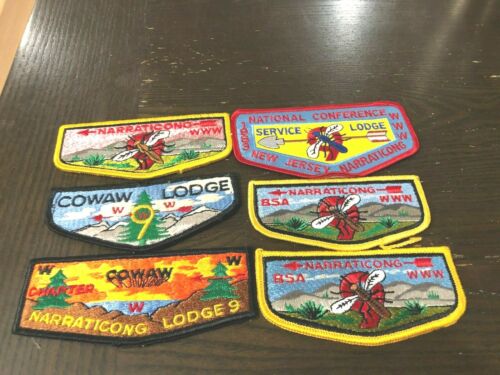 NARRATICONG
WWW
NATIONAL CONFERENCE
SERVICE LODGE
WWW
NEW JERSEY NARRATICONG
COWAW LODGE
W W
9
NARRATICONG
BSA WWW
W W
COWAW
CHAPTER
W
NARRATICONG LODGE 9
NARRATICONG
BSA WWW